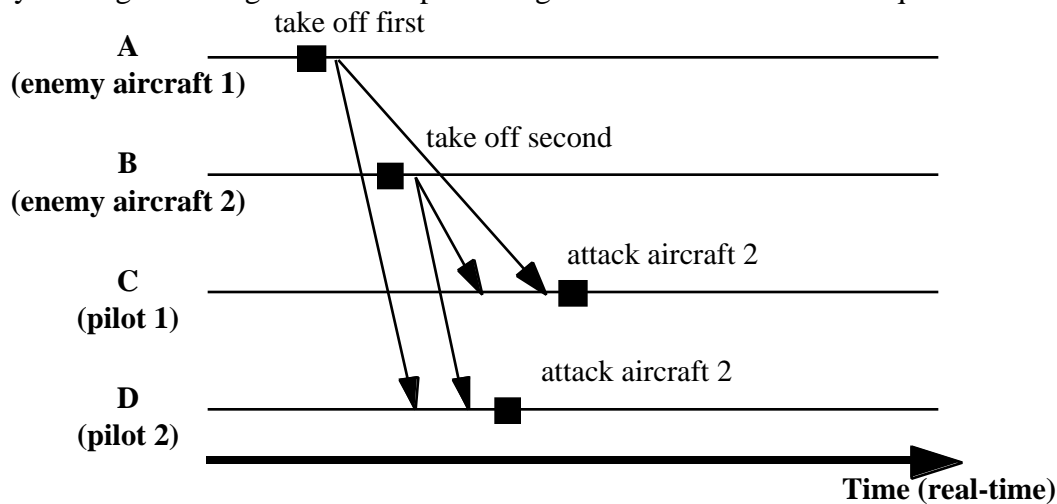 take off first
A
(enemy aircraft 1)
take off second
B
(enemy aircraft 2)
attack aircraft 2
C
(pilot 1)
attack aircraft 2
D
(pilot 2)
Time (real-time)